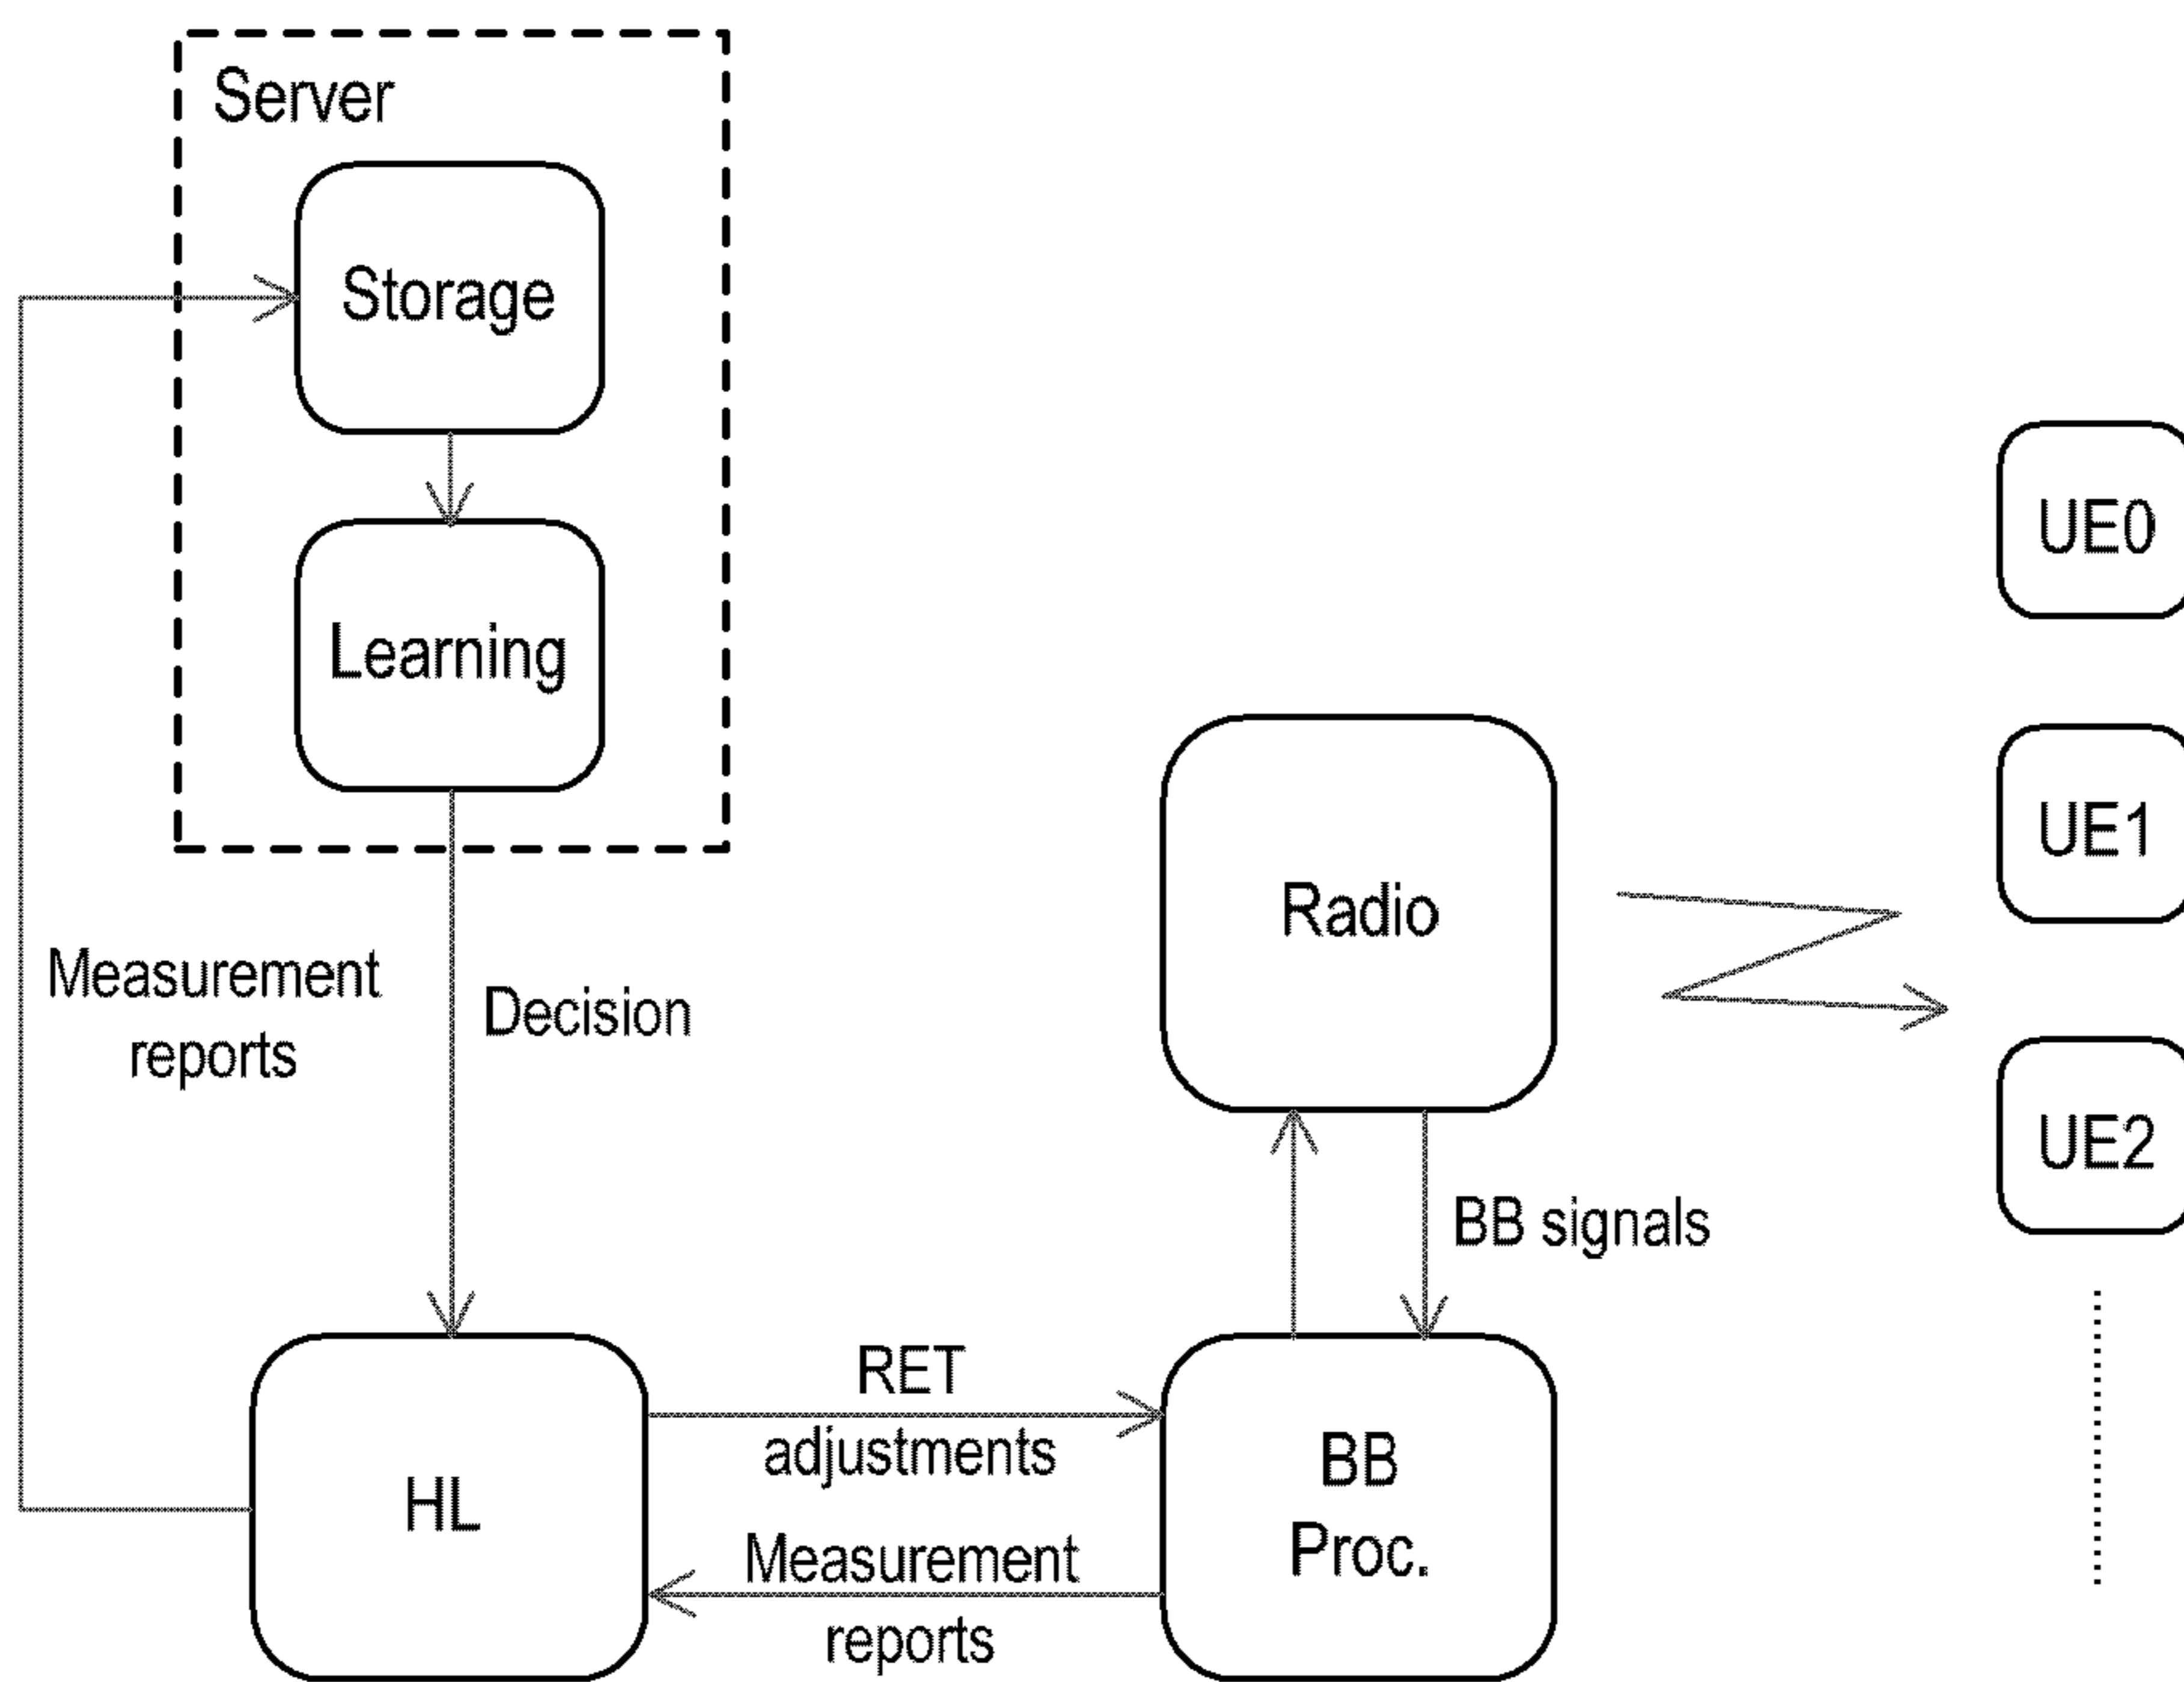 Server
Storage
Learning
UE0
UE1
UE2
Radio
Measurement
reports
Decision
BB signals
HL
RET
adjustments
Measurement
reports
BB
Proc.